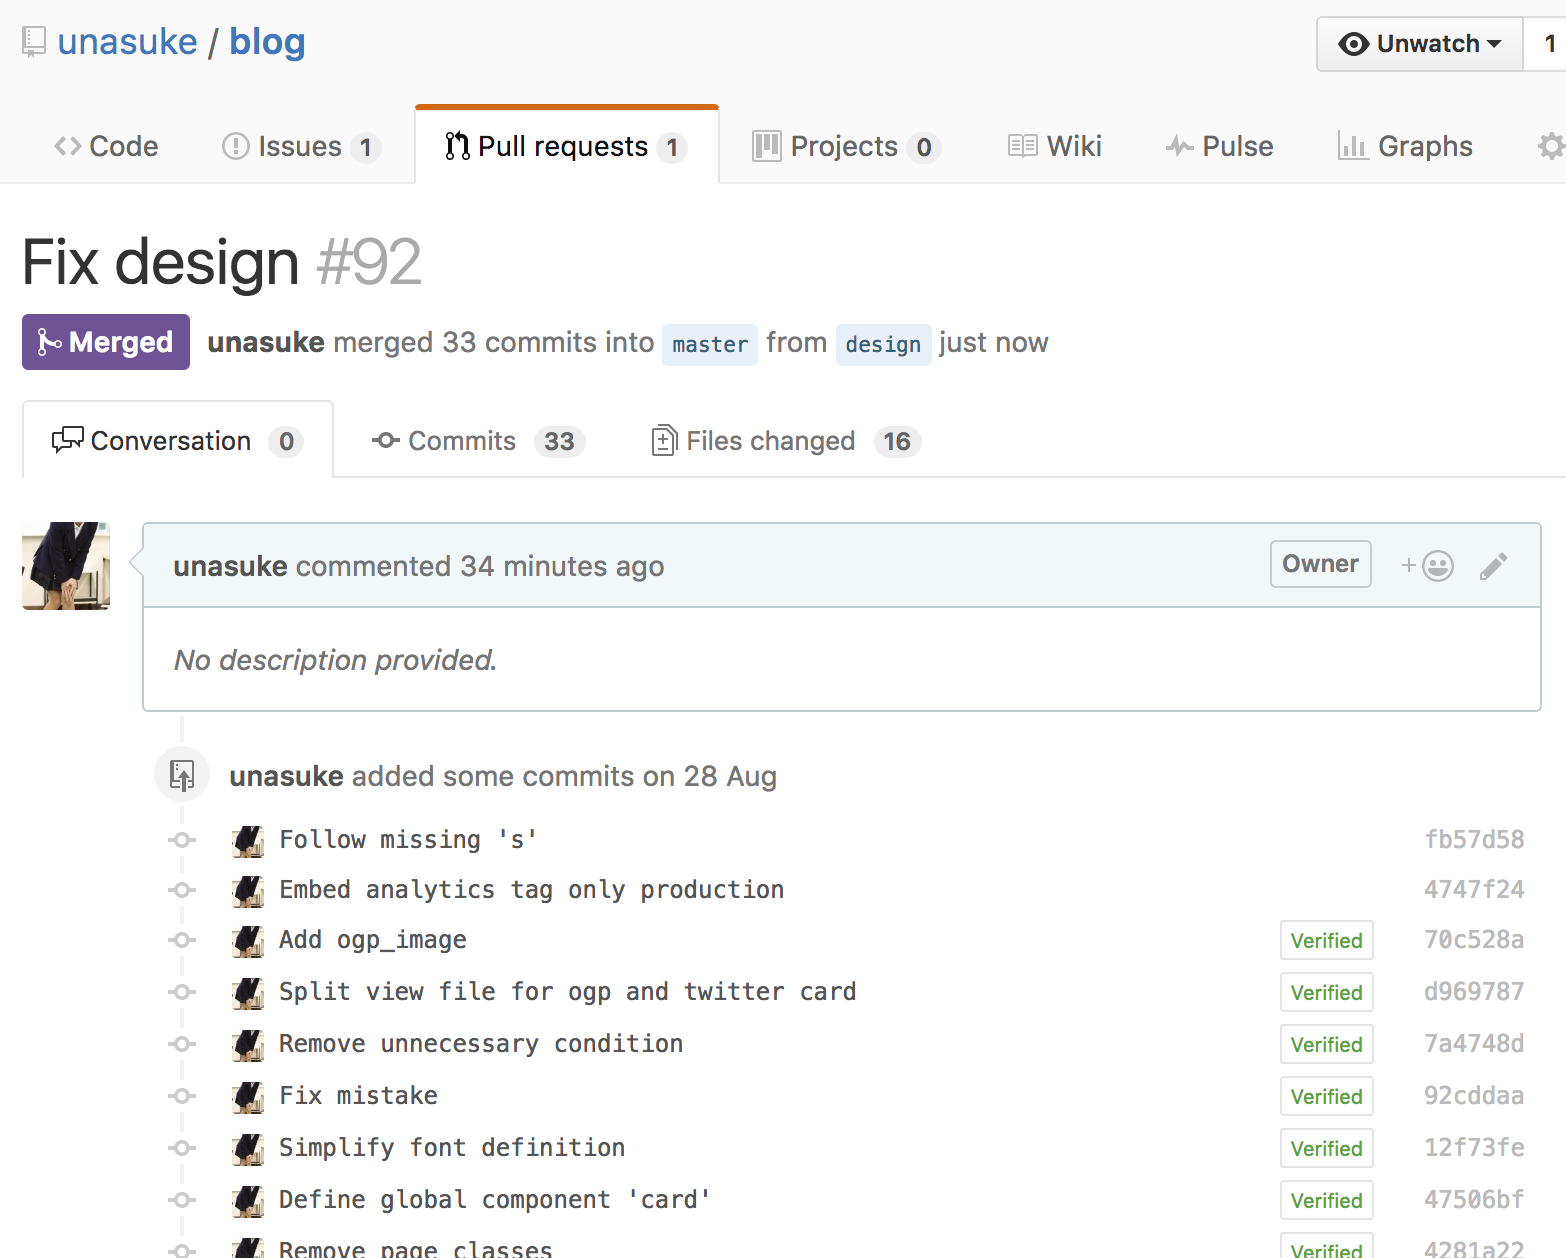 unasuke / blog
Unwatch 1
Code Issues 1 Pull requests 1 Projects 0 Wiki Pulse Graphs
Fix design #92
Merged unasuke merged 33 commits into master from design just now
Conversation 0 Commits 33 Files changed 16
unasuke commented 34 minutes ago Owner +
No description provided.
unasuke added some commits on 28 Aug
Follow missing 's' fb57d58
Embed analytics tag only production 4747f24
Add ogp_image Verified 70c528a
Split view file for ogp and twitter card Verified d969787
Remove unnecessary condition Verified 7a4748d
Fix mistake Verified 92cddaa
Simplify font definition Verified 12f73fe
Define global component 'card' Verified 47506bf
Remove page classes Verified 4281a22